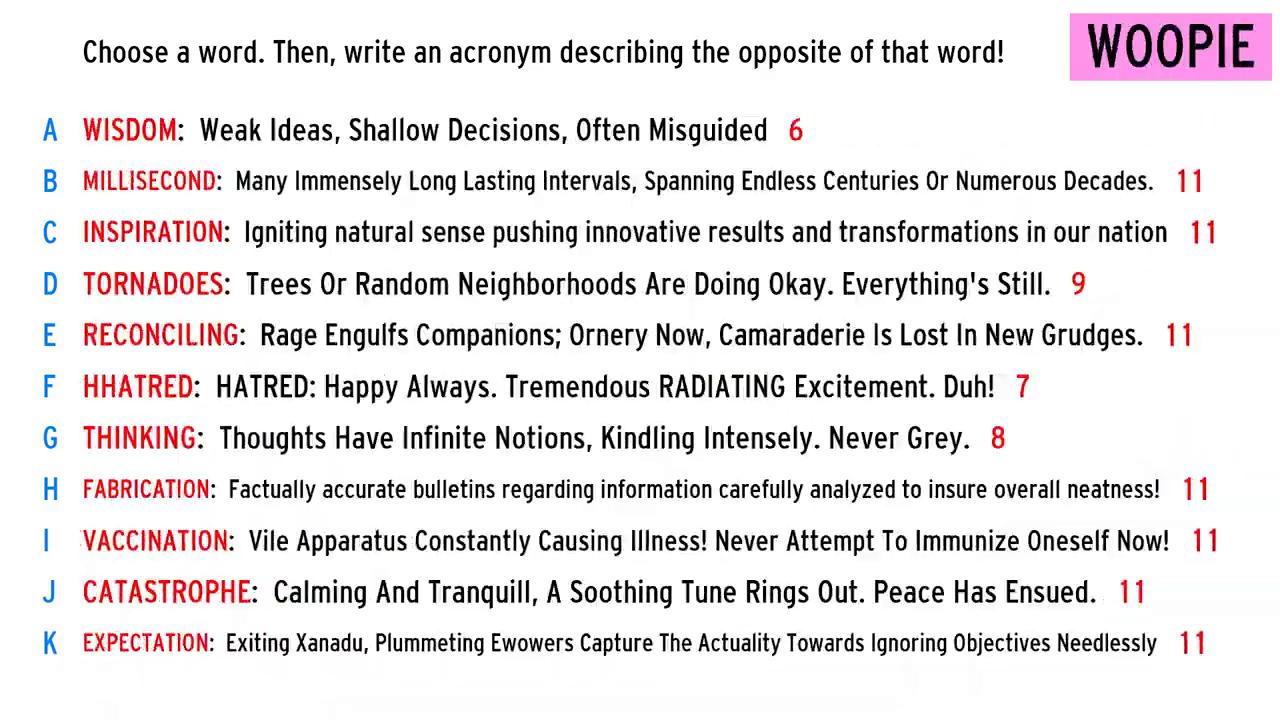 Choose a word. Then, write an acronym describing the opposite of that word!
WOOPIE
A WISDOM: Weak Ideas, Shallow Decisions, Often Misguided 6
B MILLISECOND: Many Immensely Long Lasting Intervals, Spanning Endless Centuries Or Numerous Decades. 11
C INSPIRATION: Igniting natural sense pushing innovative results and transformations in our nation 11
D TORNADOES: Trees Or Random Neighborhoods Are Doing Okay. Everything's Still. 9
E RECONCILING: Rage Engulfs Companions; Ornery Now, Camaraderie Is Lost In New Grudges. 11
F HHATRED: HATRED: Happy Always. Tremendous RADIATING Excitement. Duh! 7
G THINKING: Thoughts Have Infinite Notions, Kindling Intensely. Never Grey. 8
H FABRICATION: Factually accurate bulletins regarding information carefully analyzed to insure overall neatness! 11
I VACCINATION: Vile Apparatus Constantly Causing Illness! Never Attempt To Immunize Oneself Now! 11
J CATASTROPHE: Calming And Tranquill, A Soothing Tune Rings Out. Peace Has Ensued. 11
K EXPECTATION: Exiting Xanadu, Plummeting Ewowers Capture The Actuality Towards Ignoring Objectives Needlessly 11